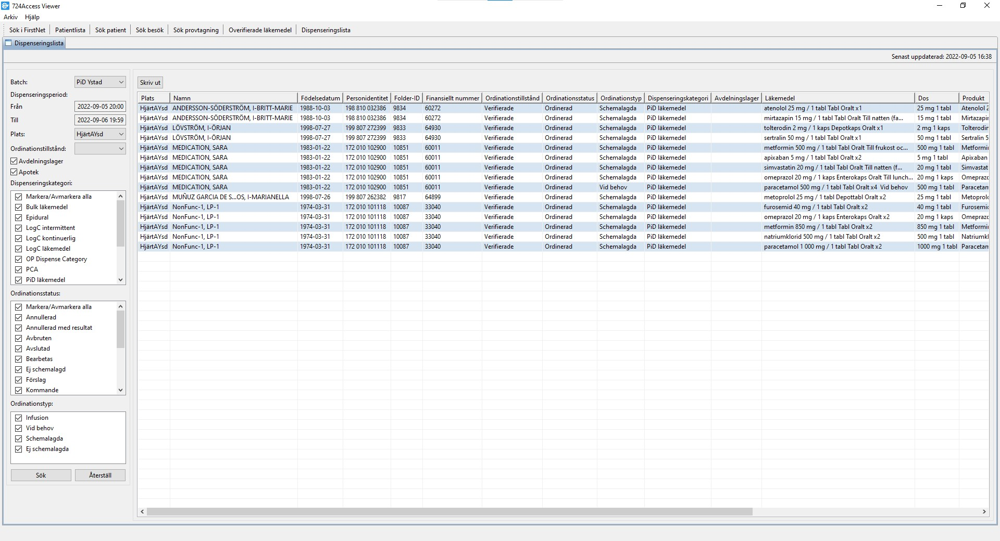 724Access Viewer
Arkiv Hjälp
Sök i FirstNet Patientlista Sök patient Sök besök Sök provtagning Overifierade läkemedel Dispenseringslista
Dispenseringslista
Senast uppdaterad: 2022-09-05 16:38
Batch: PiD Ystad
Dispenseringsperiod:
Från 2022-09-05 20:00
Till 2022-09-06 19:59
Plats: HjärtAYsd
Ordinationstillstånd:
Avdelningslager
Apotek
Dispenseringskategori:
Markera/Avmarkera alla
Bulk läkemedel
Epidural
LogC intermittent
LogC kontinuerlig
LogC läkemedel
OP Dispense Category
PCA
PiD läkemedel
Ordinationsstatus:
Markera/Avmarkera alla
Annullerad
Annullerad med resultat
Avbruten
Avslutad
Bearbetas
Ej schemalagd
Förslag
Kommande
Ordinationstyp:
Infusion
Vid behov
Schemalagda
Ej schemalagda
Sök Återställ
Skriv ut
Plats Namn Födelsedatum Personidentitet Folder-ID Finansiellt nummer Ordinationstillstånd Ordinationsstatus Ordinationstyp Dispenseringskategori Avdelningslager Läkemedel Dos Produkt
HjärtAYsd ANDERSSON-SÖDERSTRÖM, I-BRITT-MARIE 1988-10-03 198 810 032386 9834 60272 Verifierade Ordinerad Schemalagda PiD läkemedel atenolol 25 mg / 1 tabl Tabl Oralt x1 25 mg 1 tabl Atenolol 2
HjärtAYsd ANDERSSON-SÖDERSTRÖM, I-BRITT-MARIE 1988-10-03 198 810 032386 9834 60272 Verifierade Ordinerad Schemalagda PiD läkemedel mirtazapin 15 mg / 1 tabl Tabl Oralt Till natten (fa... 15 mg 1 tabl Mirtazapin
HjärtAYsd LÖVSTRÖM, I-ÖRJAN 1998-07-27 199 807 272399 9833 64930 Verifierade Ordinerad Schemalagda PiD läkemedel tolterodin 2 mg / 1 kaps Depotkaps Oralt x1 2 mg 1 kaps Tolterodin
HjärtAYsd LÖVSTRÖM, I-ÖRJAN 1998-07-27 199 807 272399 9833 64930 Verifierade Ordinerad Schemalagda PiD läkemedel sertralin 50 mg / 1 tabl Tabl Oralt x1 50 mg 1 tabl Sertralin 5
HjärtAYsd MEDICATION, SARA 1983-01-22 172 010 102900 10851 60011 Verifierade Ordinerad Schemalagda PiD läkemedel metformin 500 mg / 1 tabl Tabl Oralt Till frukost oc... 500 mg 1 tabl Metformi
HjärtAYsd MEDICATION, SARA 1983-01-22 172 010 102900 10851 60011 Verifierade Ordinerad Schemalagda PiD läkemedel apixaban 5 mg / 1 tabl Tabl Oralt x2 5 mg 1 tabl Apixaban
HjärtAYsd MEDICATION, SARA 1983-01-22 172 010 102900 10851 60011 Verifierade Ordinerad Schemalagda PiD läkemedel simvastatin 20 mg / 1 tabl Tabl Oralt Till natten (f... 20 mg 1 tabl Simvastat
HjärtAYsd MEDICATION, SARA 1983-01-22 172 010 102900 10851 60011 Verifierade Ordinerad Schemalagda PiD läkemedel omeprazol 20 mg / 1 kaps Enterokaps Oralt Till lunch... 20 mg 1 kaps Omeprazo
HjärtAYsd MEDICATION, SARA 1983-01-22 172 010 102900 10851 60011 Verifierade Ordinerad Vid behov PiD läkemedel paracetamol 500 mg / 1 tabl Tabl Oralt x4 Vid behov 500 mg 1 tabl Paracetam
HjärtAYsd MUÑUZ GARCIA DE S...OS, I-MARIANELLA 1998-07-26 199 807 262382 9817 64899 Verifierade Ordinerad Schemalagda PiD läkemedel metoprolol 25 mg / 1 tabl Depottabl Oralt x2 25 mg 1 tabl Metoprolo
HjärtAYsd NonFunc-1, LP-1 1974-03-31 172 010 101118 10087 33040 Verifierade Ordinerad Schemalagda PiD läkemedel furosemid 40 mg / 1 tabl Tabl Oralt x2 40 mg 1 tabl Furosemid
HjärtAYsd NonFunc-1, LP-1 1974-03-31 172 010 101118 10087 33040 Verifierade Ordinerad Schemalagda PiD läkemedel omeprazol 20 mg / 1 kaps Enterokaps Oralt x2 20 mg 1 kaps Omeprazo
HjärtAYsd NonFunc-1, LP-1 1974-03-31 172 010 101118 10087 33040 Verifierade Ordinerad Schemalagda PiD läkemedel metformin 850 mg / 1 tabl Tabl Oralt x2 850 mg 1 tabl Metformi
HjärtAYsd NonFunc-1, LP-1 1974-03-31 172 010 101118 10087 33040 Verifierade Ordinerad Schemalagda PiD läkemedel natriumklorid 500 mg / 1 tabl Tabl Oralt x2 500 mg 1 tabl Natriumkl
HjärtAYsd NonFunc-1, LP-1 1974-03-31 172 010 101118 10087 33040 Verifierade Ordinerad Schemalagda PiD läkemedel paracetamol 1 000 mg / 1 tabl Tabl Oralt x2 1000 mg 1 tabl Paracetam